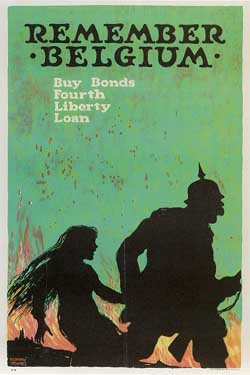 REMEMBER
·BELGIUM·
Buy Bonds
Fourth
Liberty
Loan